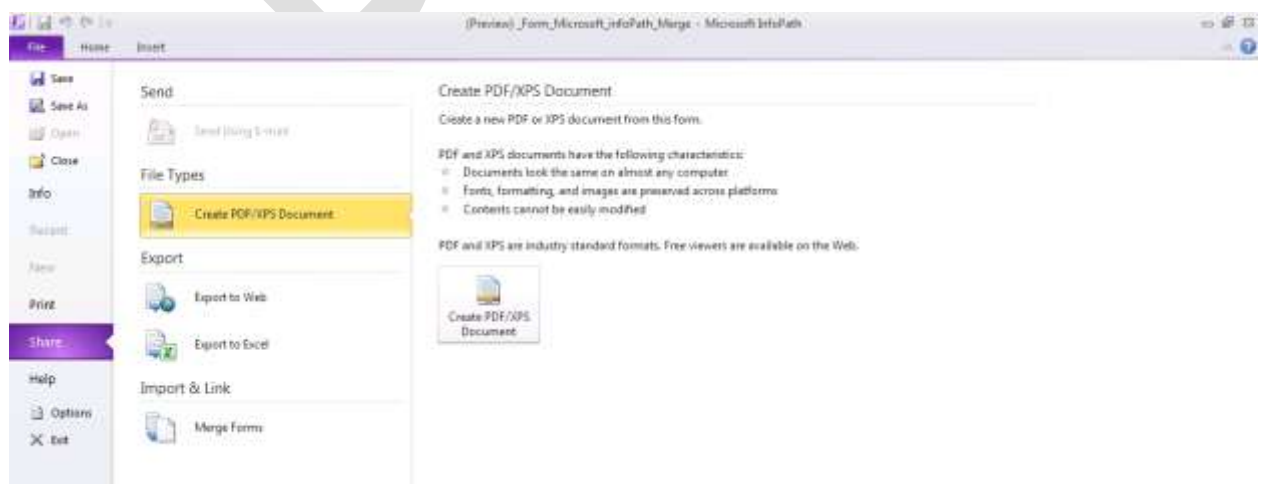 (Preview) _Form_Microsoft_infoPath_Merge - Microsoft InfoPath
File Home Insert
Save
Save As
Open
Close
Info
Recent
New
Print
Share
Help
Options
Exit
Send
Send Using E-mail
File Types
Create PDF/XPS Document
Export
Export to Web
Export to Excel
Import & Link
Merge Forms
Create PDF/XPS Document
Create a new PDF or XPS document from this form.
PDF and XPS documents have the following characteristics:
Documents look the same on almost any computer
Fonts, formatting, and images are preserved across platforms
Contents cannot be easily modified
PDF and XPS are industry standard formats. Free viewers are available on the Web.
Create PDF/XPS
Document